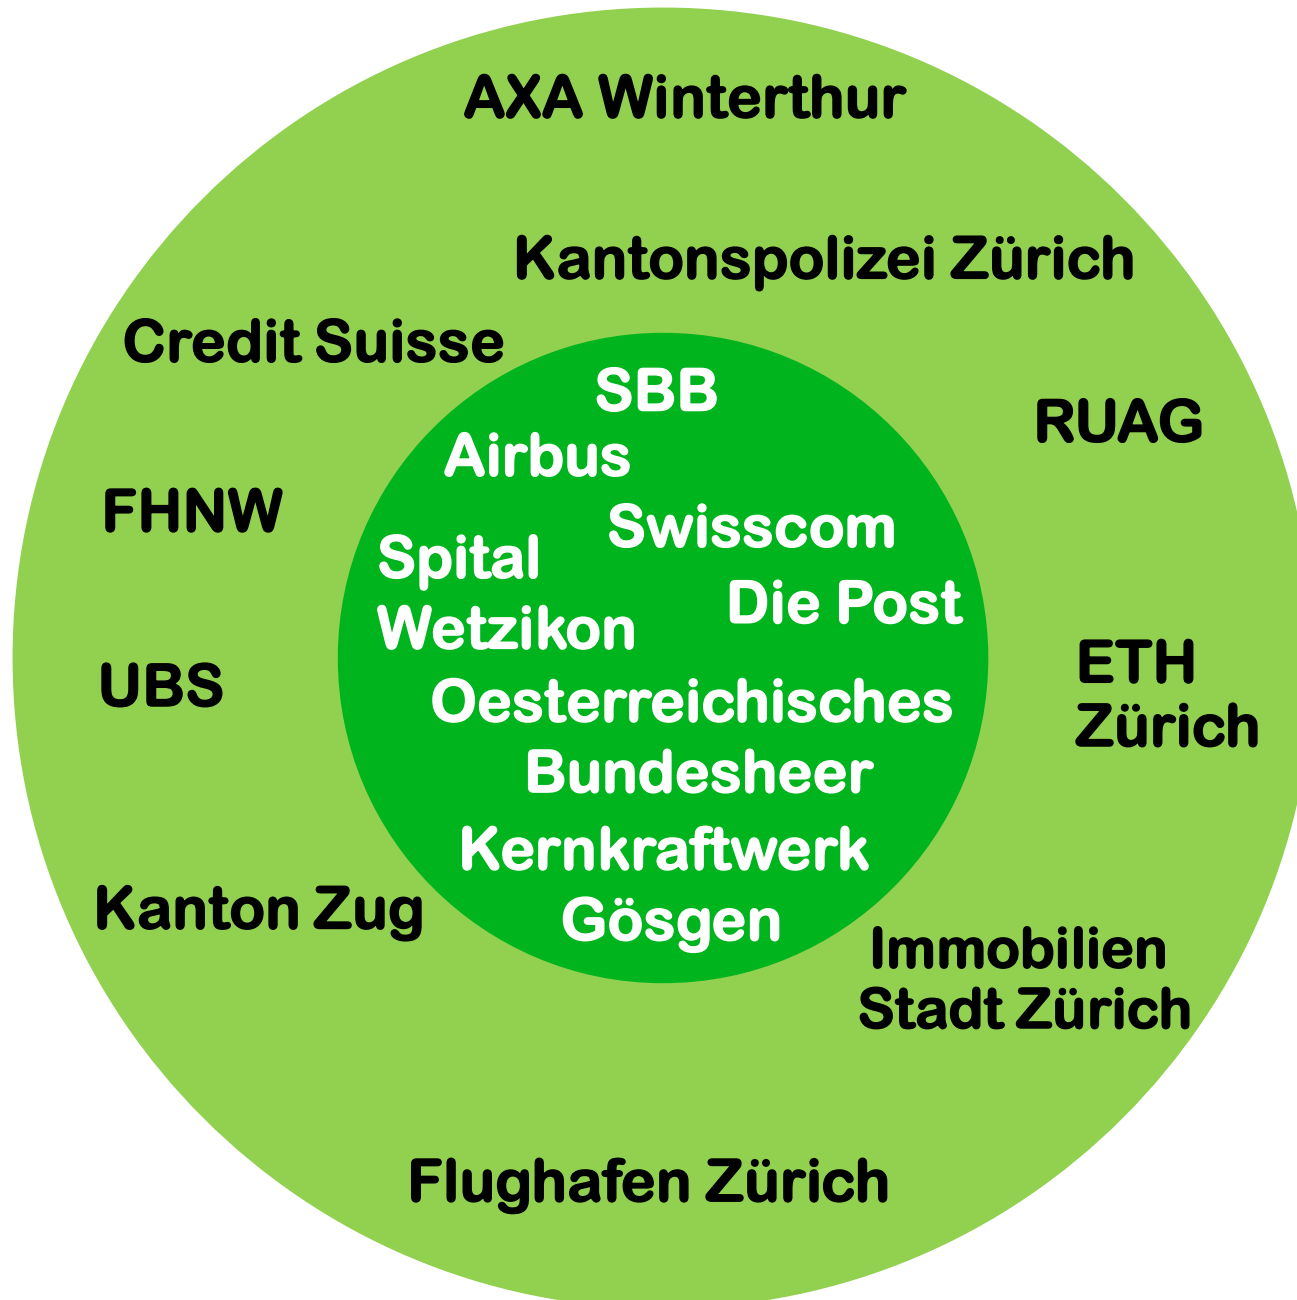 AXA Winterthur
Kantonspolizei Zürich
Credit Suisse
SBB
RUAG
Airbus
FHNW
Swisscom
Spital
Wetzikon
Die Post
UBS
ETH
Zürich
Oesterreichisches
Bundesheer
Kernkraftwerk
Gösgen
Kanton Zug
Immobilien
Stadt Zürich
Flughafen Zürich